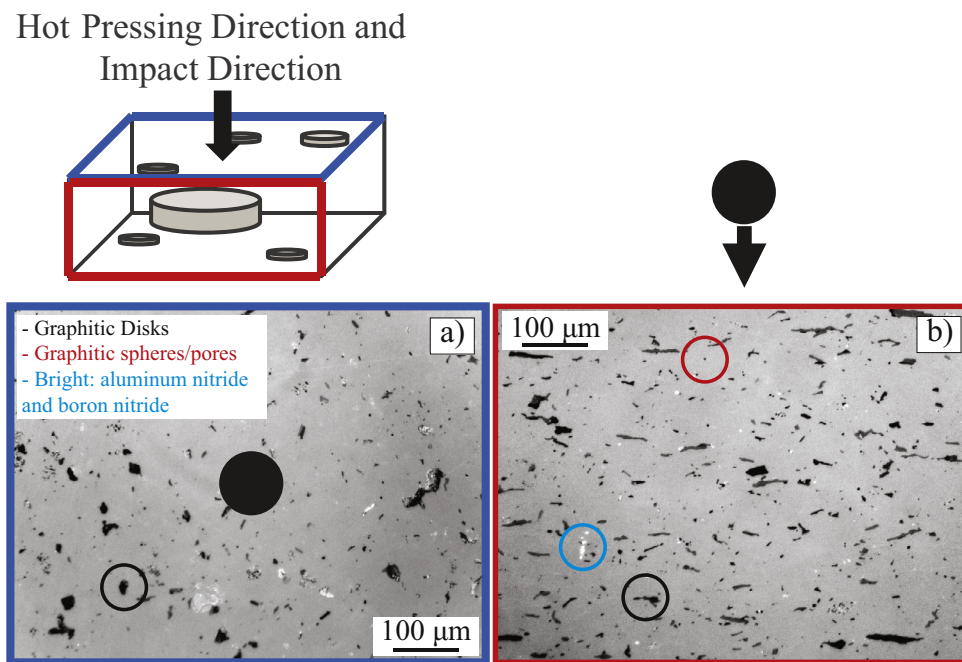 Hot Pressing Direction and
Impact Direction
- Graphitic Disks
- Graphitic spheres/pores
- Bright: aluminum nitride
and boron nitride
a)
100 μm
100 μm
b)